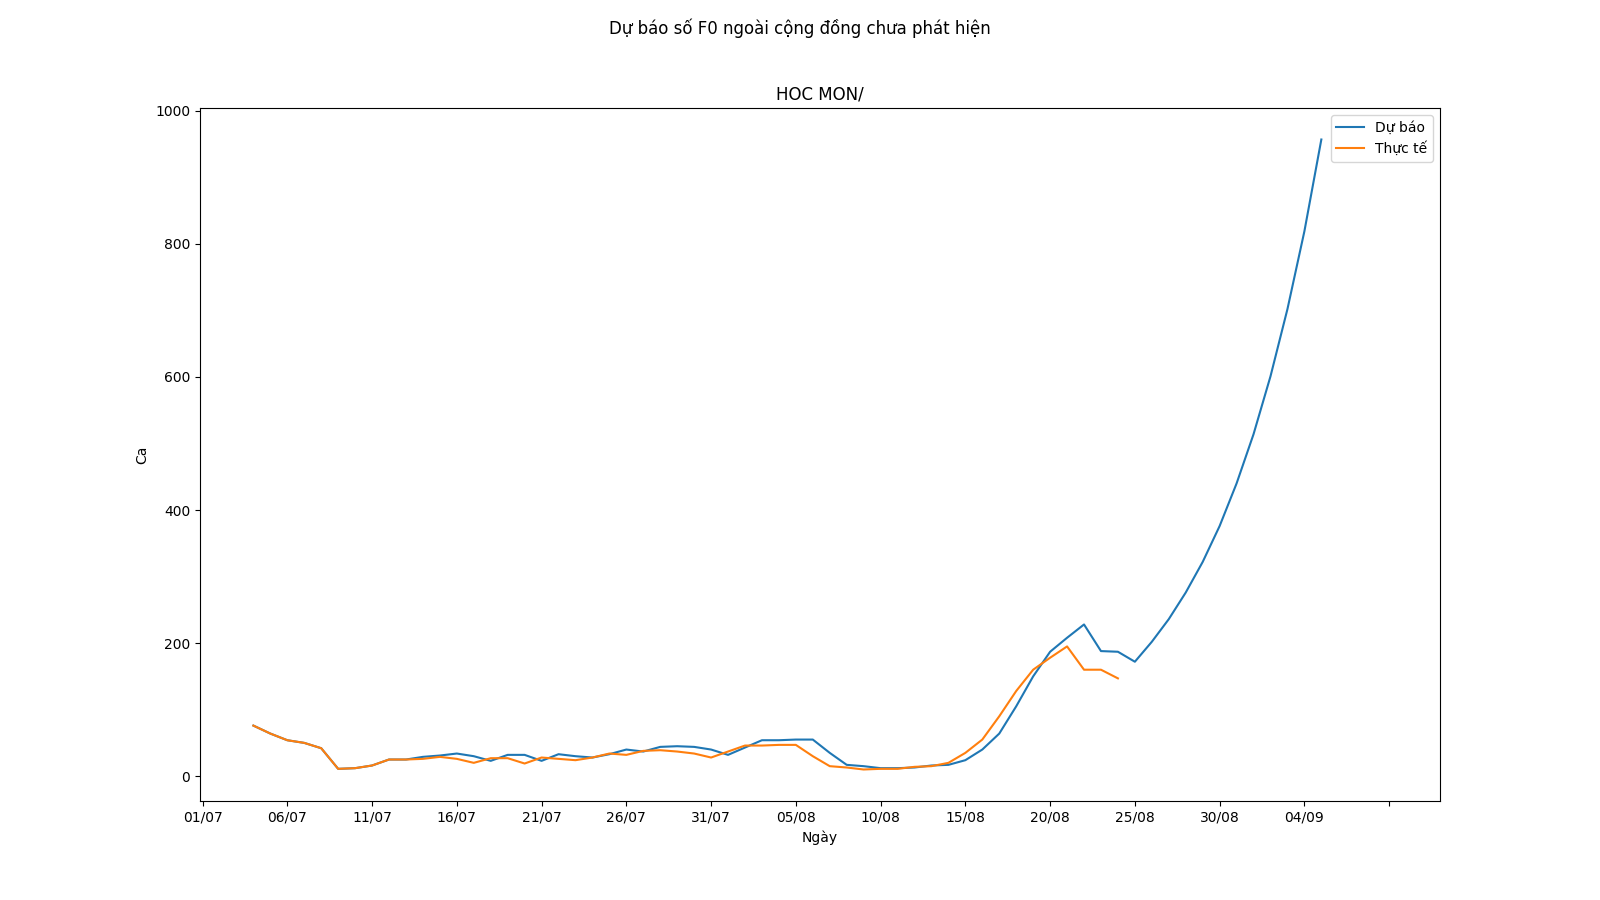 Dự báo số F0 ngoài cộng đồng chưa phát hiện
HOC MON/
Dự báo
Thực tế
Ca
1000
800
600
400
200
0
01/07 06/07 11/07 16/07 21/07 26/07 31/07 05/08 10/08 15/08 20/08 25/08 30/08 04/09
Ngày